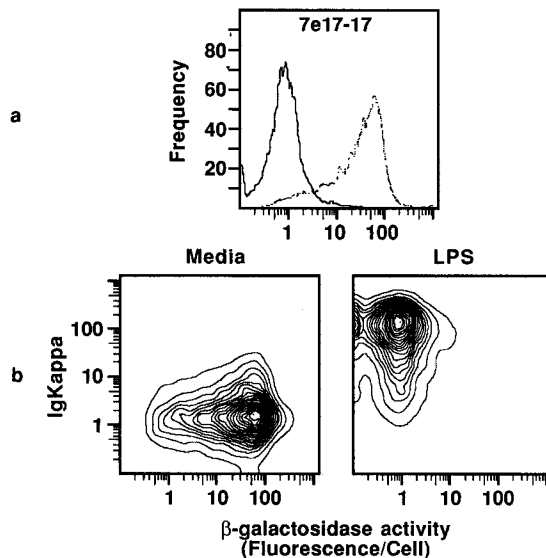 a
7e17-17
Frequency
80
60
40
20
1
10
100
b
Media
LPS
IgKappa
100
10
1
1
10
100
1
10
100
β-galactosidase activity
(Fluorescence/Cell)